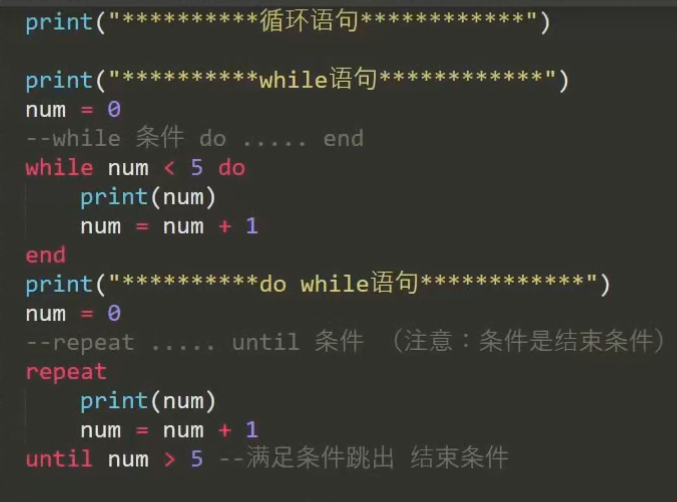 print("**********循环语句************")
print("**********while语句************")
num = 0
--while 条件 do ..... end
while num < 5 do
    print(num)
    num = num + 1
end
print("**********do while语句************")
num = 0
--repeat ..... until 条件 （注意：条件是结束条件）
repeat
    print(num)
    num = num + 1
until num > 5 --满足条件跳出 结束条件